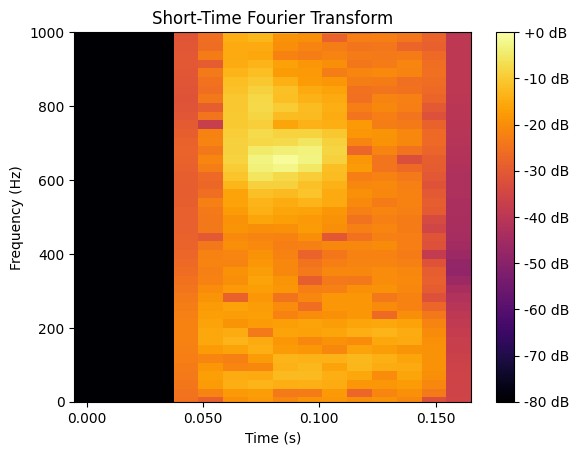 Short-Time Fourier Transform
1000
800
600
400
200
0
Frequency (Hz)
0.000
0.050
0.100
0.150
Time (s)
+0 dB
-10 dB
-20 dB
-30 dB
-40 dB
-50 dB
-60 dB
-70 dB
-80 dB